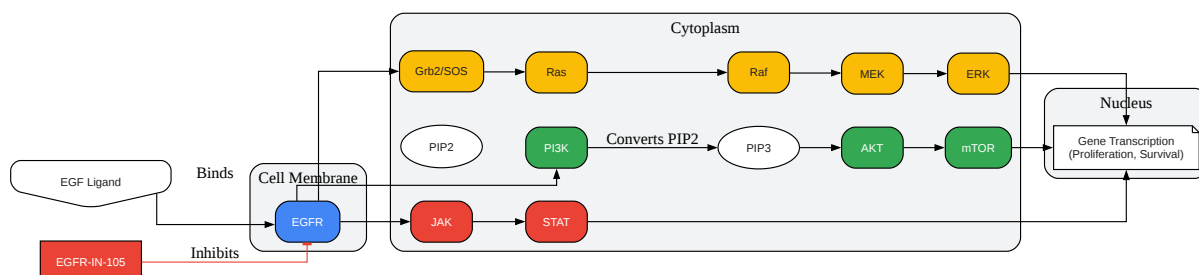 Cytoplasm
Grb2/SOS
Ras
Raf
MEK
ERK
Nucleus
PIP2
PI3K
Converts PIP2
PIP3
AKT
mTOR
Gene Transcription
(Proliferation, Survival)
EGF Ligand
Binds
Cell Membrane
EGFR
JAK
STAT
EGFR-IN-105
Inhibits